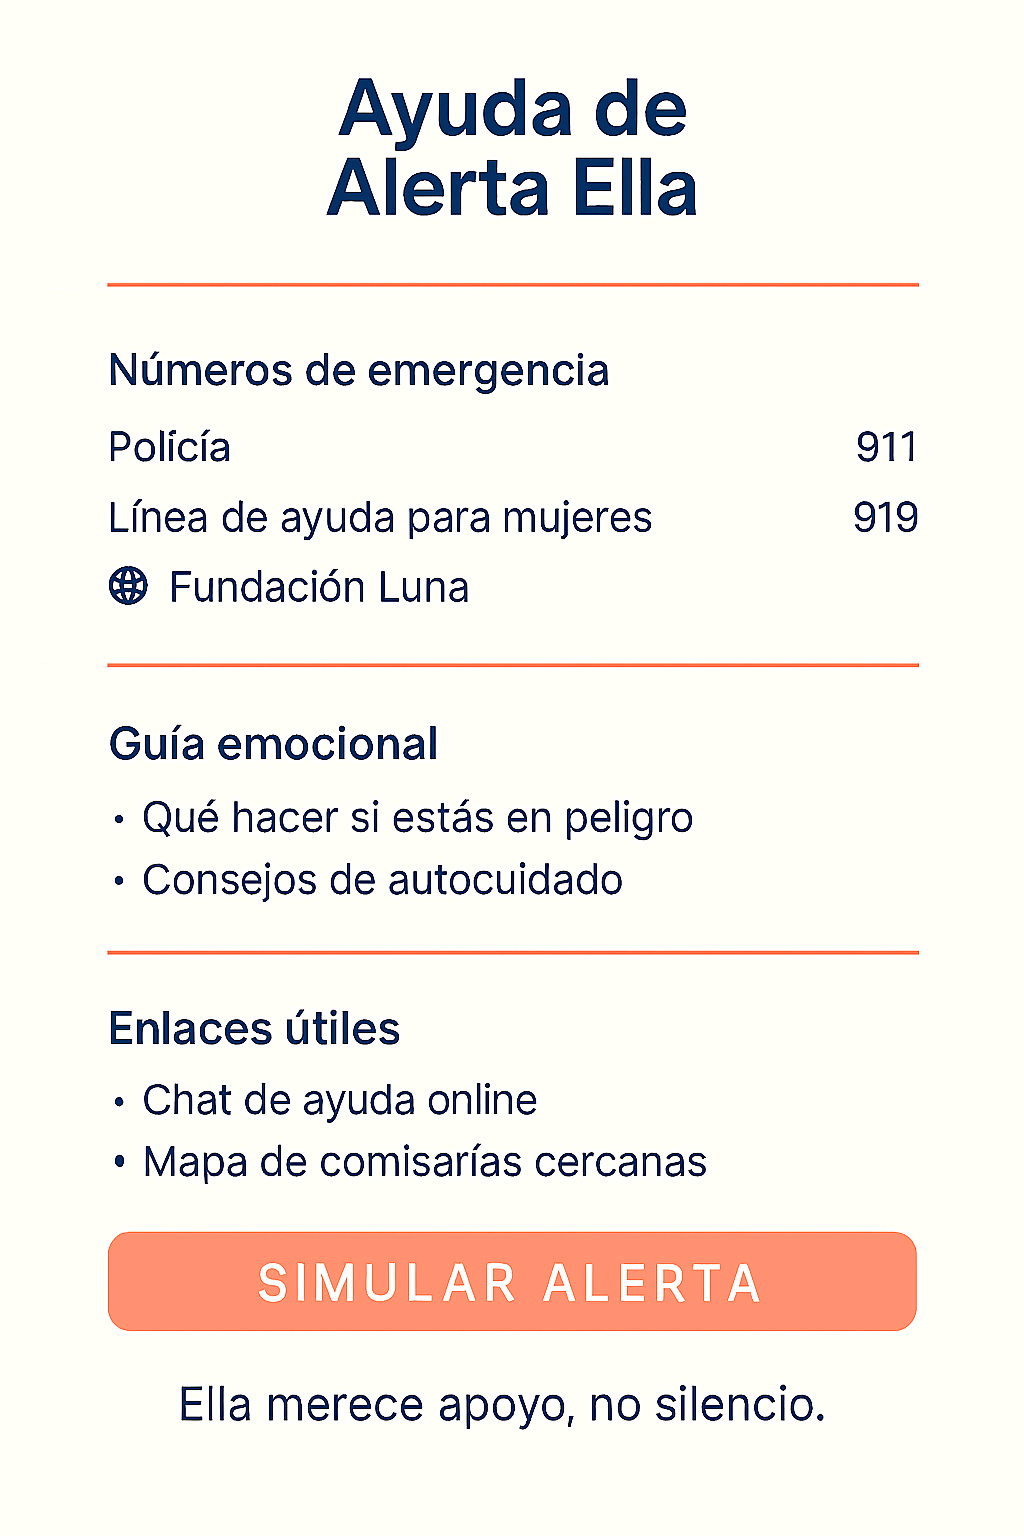 Ayuda de
Alerta Ella
Números de emergencia
Policía 911
Línea de ayuda para mujeres 919
Fundación Luna
Guía emocional
• Qué hacer si estás en peligro
• Consejos de autocuidado
Enlaces útiles
• Chat de ayuda online
• Mapa de comisarías cercanas
SIMULAR ALERTA
Ella merece apoyo, no silencio.